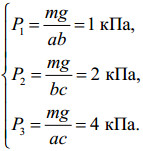 P₁ = mg/ab = 1 кПа,
P₂ = mg/bc = 2 кПа,
P₃ = mg/ac = 4 кПа.